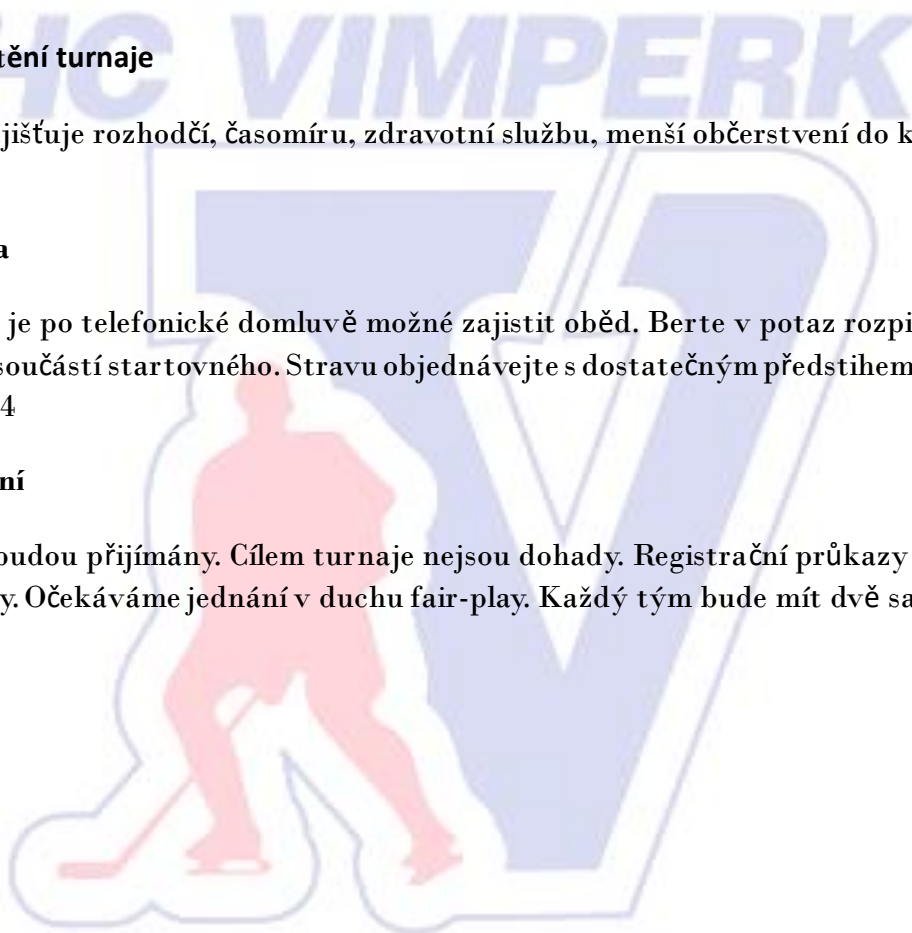 HC VIMPERK
tění turnaje
jišťuje rozhodčí, časomíru, zdravotní službu, menší občerstvení do k
a
je po telefonické domluvě možné zajistit oběd. Berte v potaz rozpi
součástí startovného. Stravu objednávejte s dostatečným předstihem
4
ní
budou přijímány. Cílem turnaje nejsou dohady. Registrační průkazy
y. Očekáváme jednání v duchu fair-play. Každý tým bude mít dvě sa